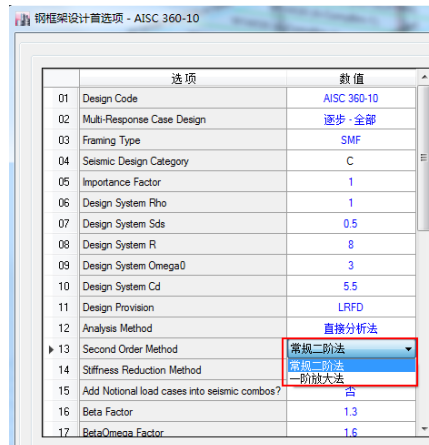 钢框架设计首选项 - AISC 360-10
选项 数值
01 Design Code AISC 360-10
02 Multi-Response Case Design 逐步 - 全部
03 Framing Type SMF
04 Seismic Design Category C
05 Importance Factor 1
06 Design System Rho 1
07 Design System Sds 0.5
08 Design System R 8
09 Design System Omega0 3
10 Design System Cd 5.5
11 Design Provision LRFD
12 Analysis Method 直接分析法
13 Second Order Method 常规二阶法
常规二阶法
14 Stiffness Reduction Method 一阶放大法
15 Add Notional load cases into seismic combos? 否
16 Beta Factor 1.3
17 BetaOmega Factor 1.6